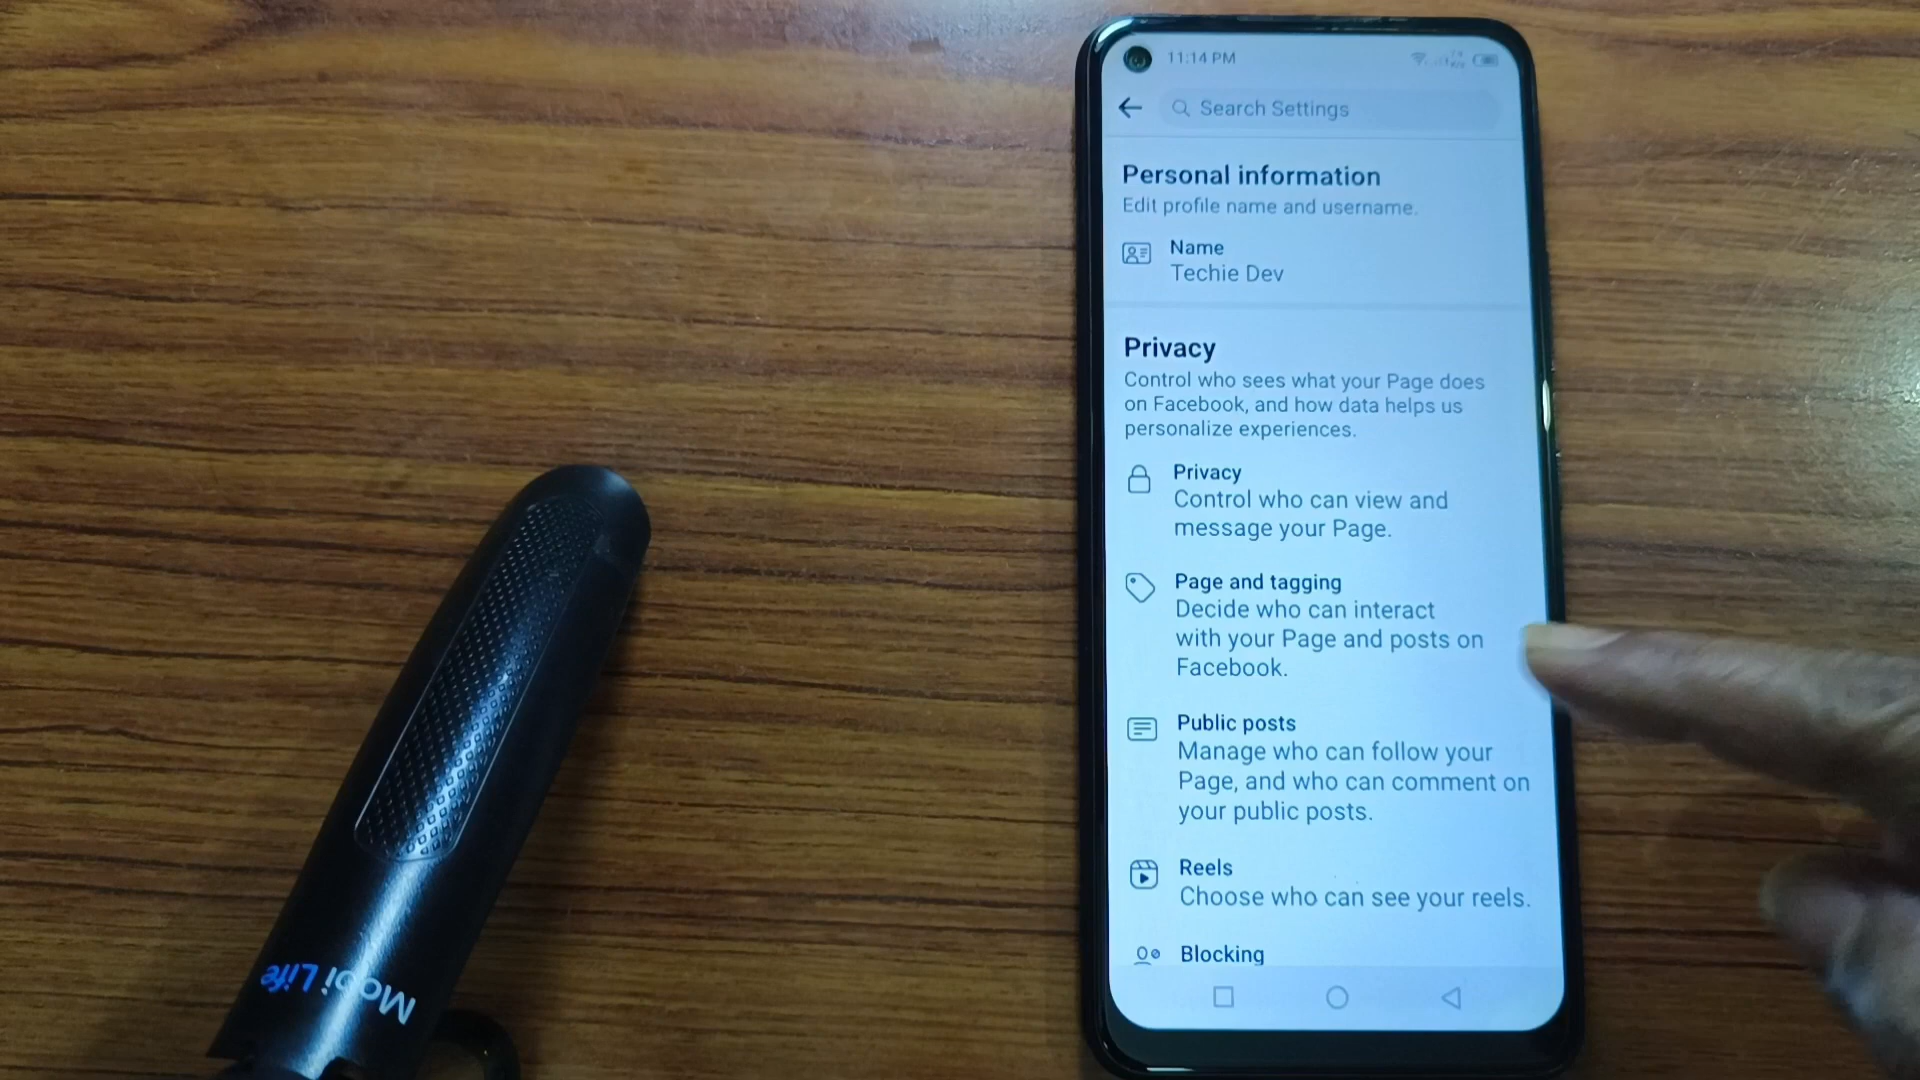 11:14 PM
Search Settings
Personal information
Edit profile name and username.
Name
Techie Dev
Privacy
Control who sees what your Page does
on Facebook, and how data helps us
personalize experiences.
Privacy
Control who can view and
message your Page.
Page and tagging
Decide who can interact
with your Page and posts on
Facebook.
Public posts
Manage who can follow your
Page, and who can comment on
your public posts.
Reels
Choose who can see your reels.
Blocking
Mobi Life